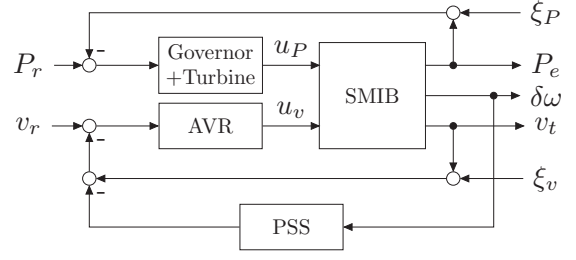 ξ_P
-
P_r
Governor
+Turbine
u_P
SMIB
P_e
δω
v_r
AVR
u_v
v_t
-
ξ_v
-
PSS